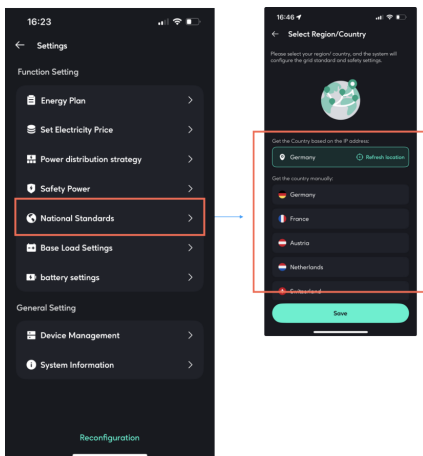 16:23
Settings
Function Setting
Energy Plan
Set Electricity Price
Power distribution strategy
Safety Power
National Standards
Base Load Settings
battery settings
General Setting
Device Management
System Information
Reconfiguration
16:46
Select Region/Country
Please select your region/ country, and the system will
configure the grid standard and safety settings.
Get the Country based on the IP address:
Germany Refresh location
Get the country manually:
Germany
France
Austria
Netherlands
Switzerland
Save